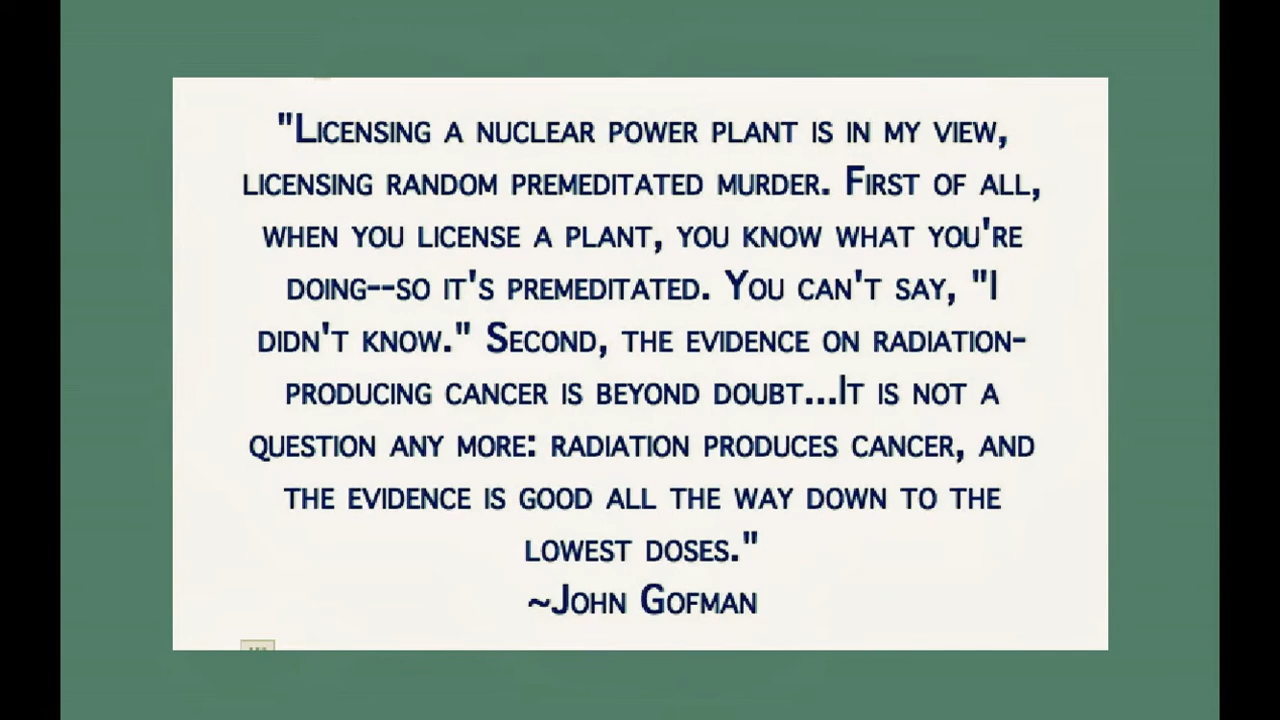 "Licensing a nuclear power plant is in my view,
licensing random premeditated murder. First of all,
when you license a plant, you know what you're
doing--so it's premeditated. You can't say, "I
didn't know." Second, the evidence on radiation-
producing cancer is beyond doubt...It is not a
question any more: radiation produces cancer, and
the evidence is good all the way down to the
lowest doses."
~John Gofman